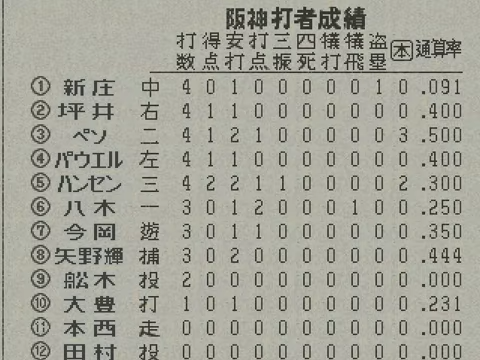 阪神打者成績
打数 得点 安打 打点 三振 四死 犠打 犠飛 盗塁 本 通算率
① 新庄 中 4 0 1 0 0 0 0 0 1 0 .091
② 坪井 右 4 1 1 0 0 0 0 0 0 0 .400
③ ペソ 二 4 1 2 1 0 0 0 0 0 3 .500
④ パウエル 左 4 1 1 0 0 0 0 0 0 0 .400
⑤ ハンセン 三 4 2 2 1 1 0 0 0 0 2 .300
⑥ 八木 一 3 0 1 2 0 0 0 1 0 0 .250
⑦ 今岡 遊 3 0 1 1 0 0 0 0 0 0 .350
⑧ 矢野輝 捕 3 0 2 0 0 0 0 0 0 0 .444
⑨ 舩木 投 2 0 0 0 0 0 0 0 0 0 .000
⑩ 大豊 打 1 0 1 0 0 0 0 0 0 0 .231
⑪ 本西 走 0 0 0 0 0 0 0 0 0 0 .000
⑫ 田村 投 0 0 0 0 0 0 0 0 0 0 .000